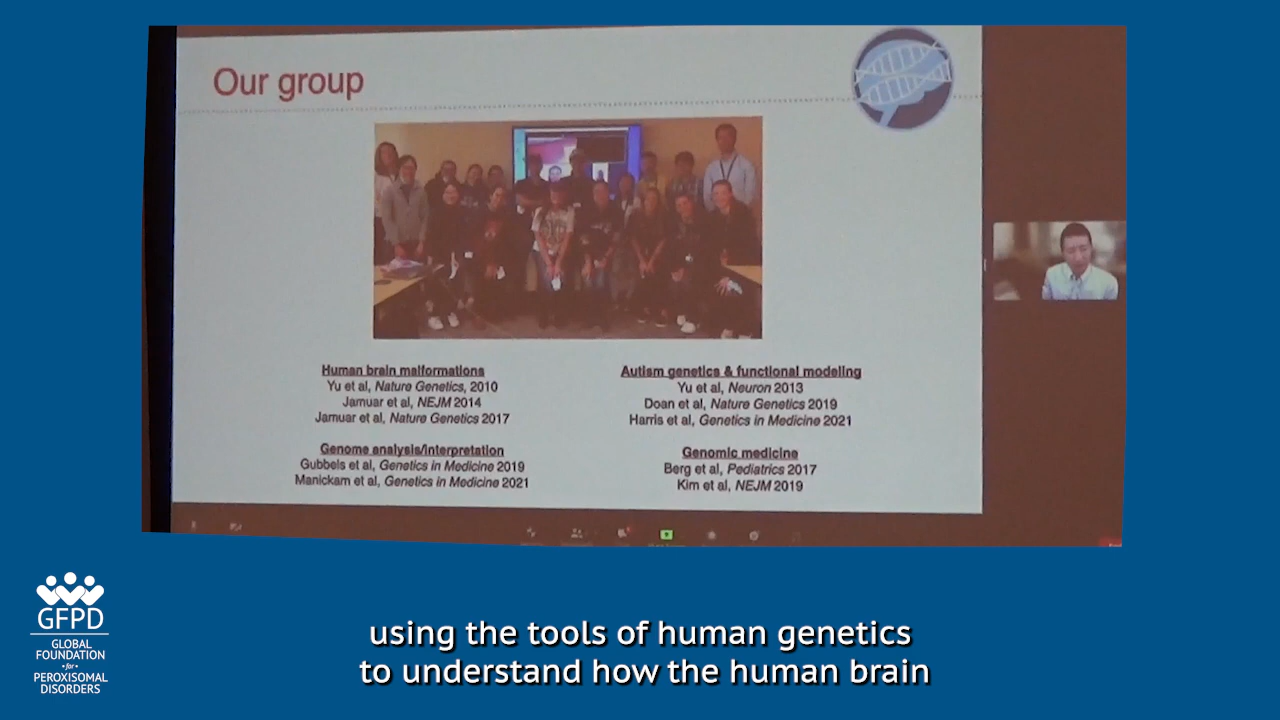 Our group
Human brain malformations
Yu et al, Nature Genetics, 2010
Jamuar et al, NEJM 2014
Jamuar et al, Nature Genetics 2017
Genome analysis/interpretation
Gubbels et al, Genetics in Medicine 2019
Manickam et al, Genetics in Medicine 2021
Autism genetics & functional modeling
Yu et al, Neuron 2013
Doan et al, Nature Genetics 2019
Harris et al, Genetics in Medicine 2021
Genomic medicine
Berg et al, Pediatrics 2017
Kim et al, NEJM 2019
GFPD
GLOBAL
FOUNDATION
for
PEROXISOMAL
DISORDERS
using the tools of human genetics
to understand how the human brain